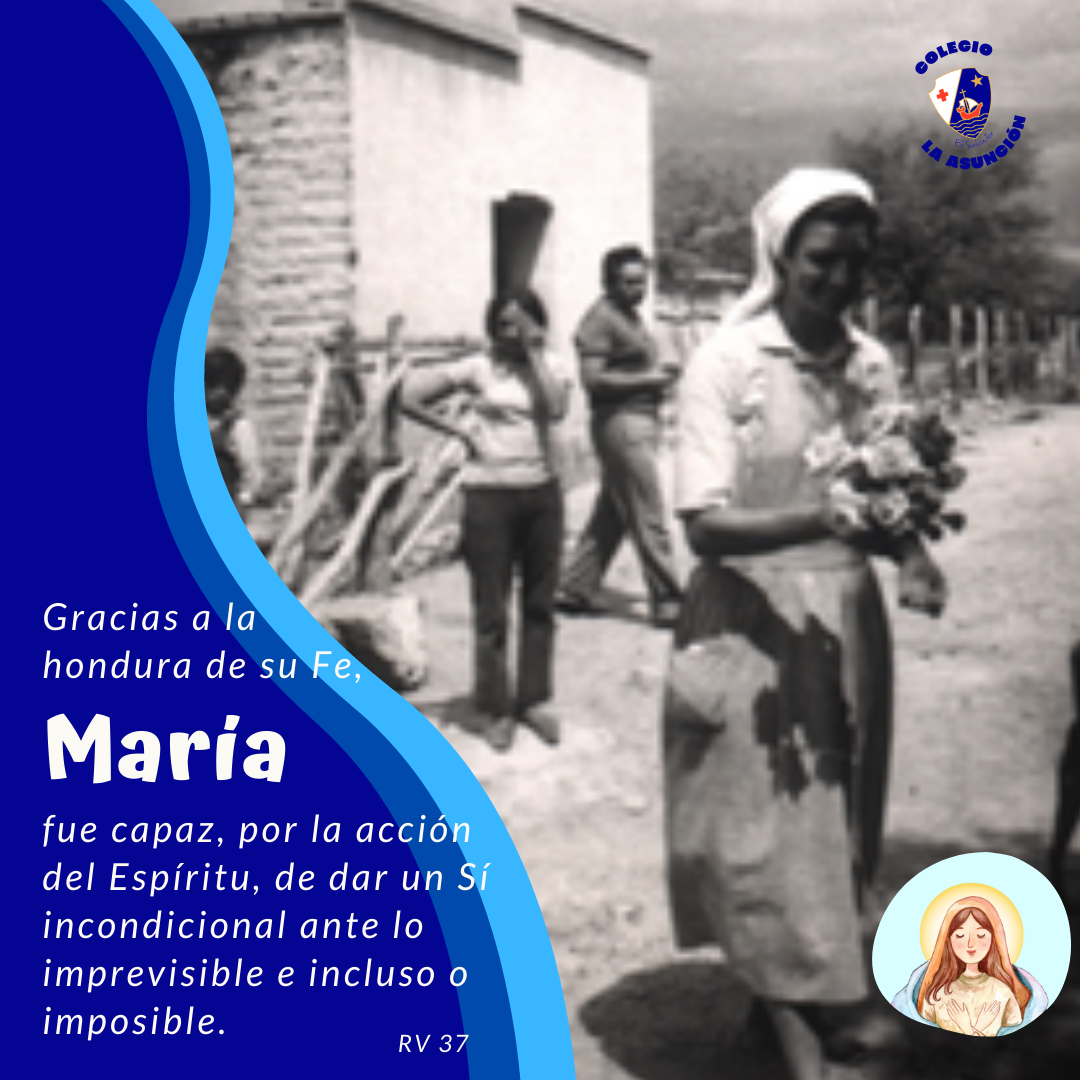 COLEGIO
LA ASUNCIÓN
Gracias a la
hondura de su Fe,
María
fue capaz, por la acción
del Espíritu, de dar un Sí
incondicional ante lo
imprevisible e incluso o
imposible.
RV 37